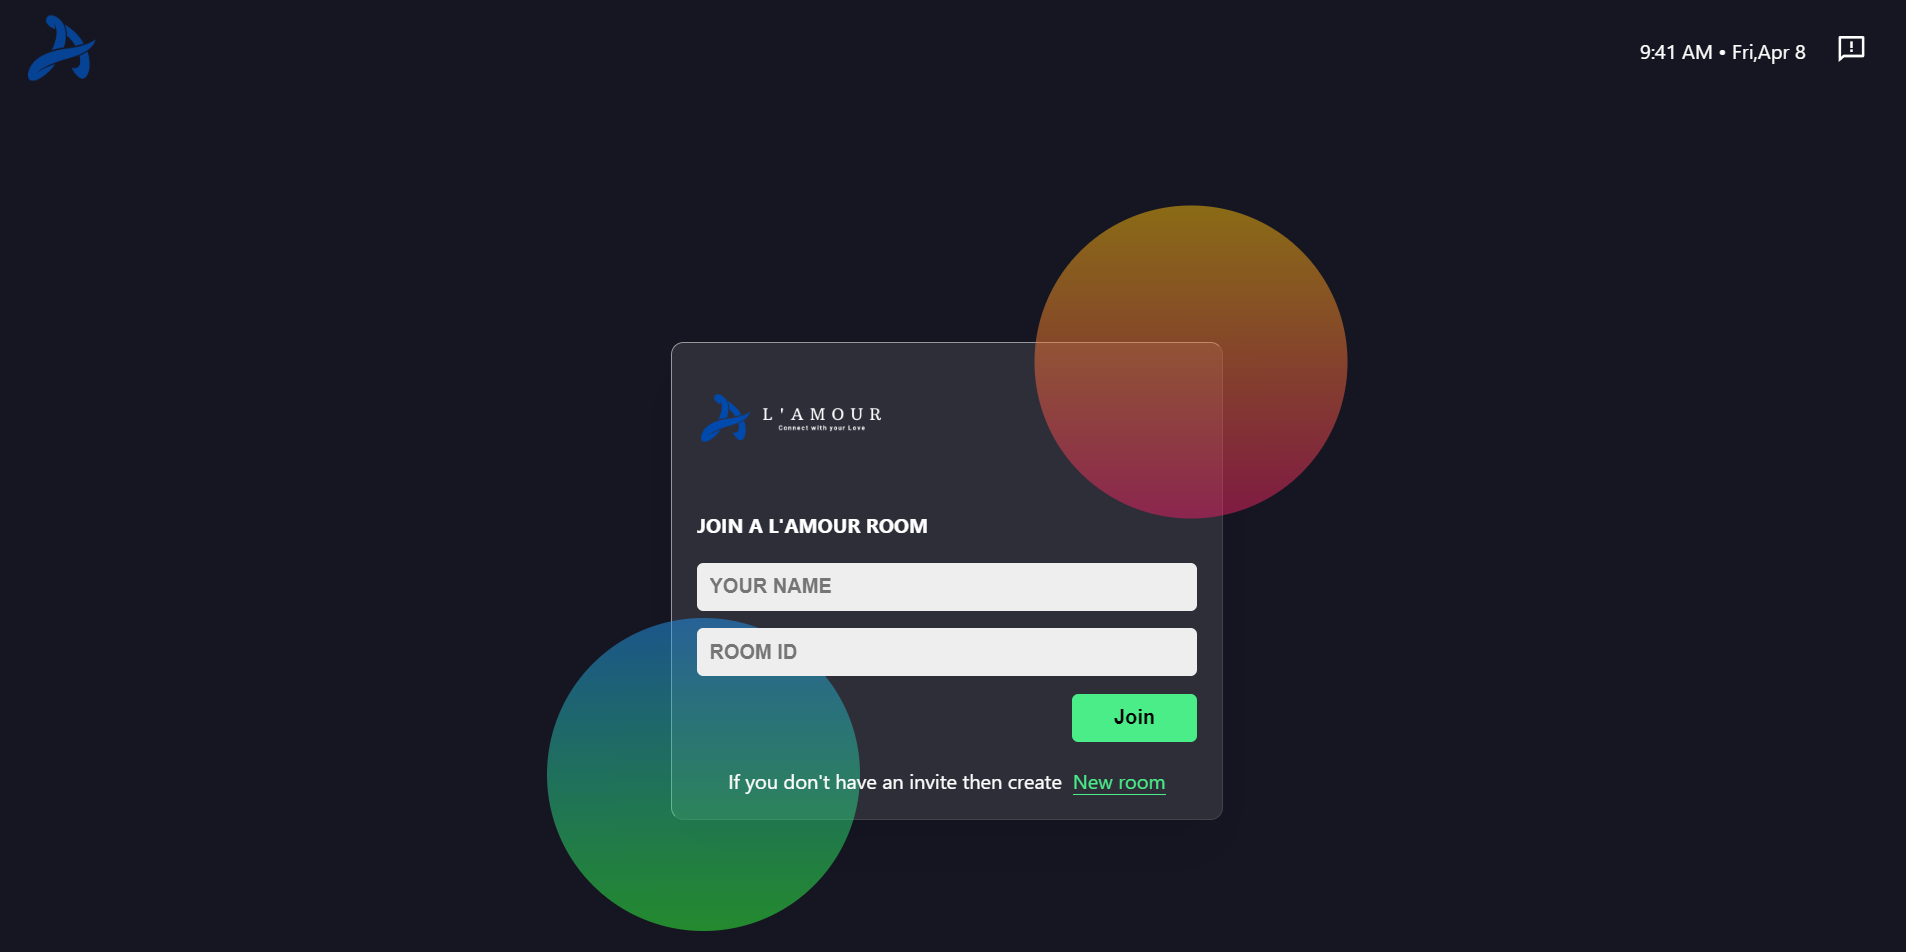 9:41 AM • Fri,Apr 8
L'AMOUR
Connect with your Love
JOIN A L'AMOUR ROOM
YOUR NAME
ROOM ID
Join
If you don't have an invite then create New room